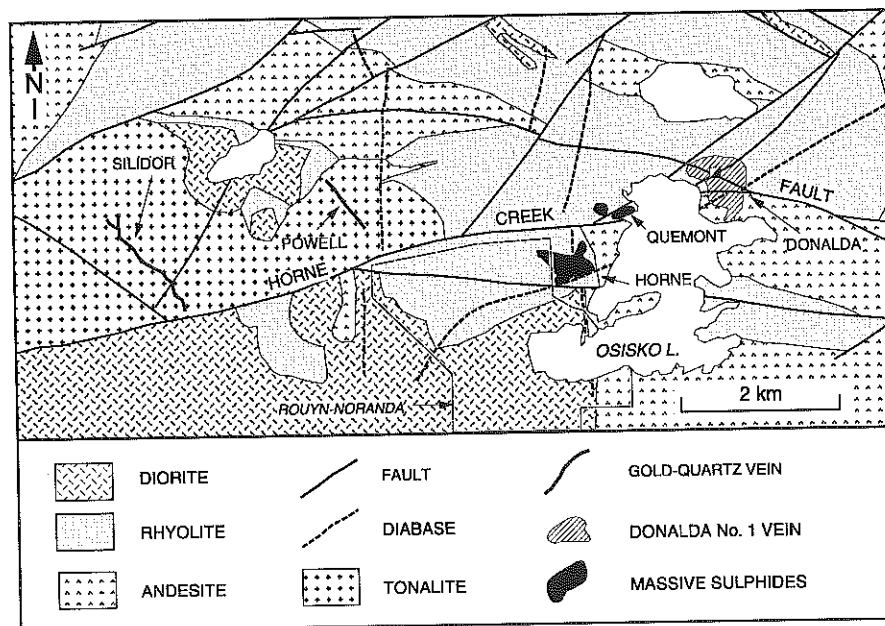 N
SILIDOR
POWELL
HORNE
CREEK
FAULT
QUEMONT
DONALDA
HORNE
OSISKO L.
ROUYN-NORANDA
2 km
DIORITE
FAULT
GOLD-QUARTZ VEIN
RHYOLITE
DIABASE
DONALDA No. 1 VEIN
ANDESITE
TONALITE
MASSIVE SULPHIDES